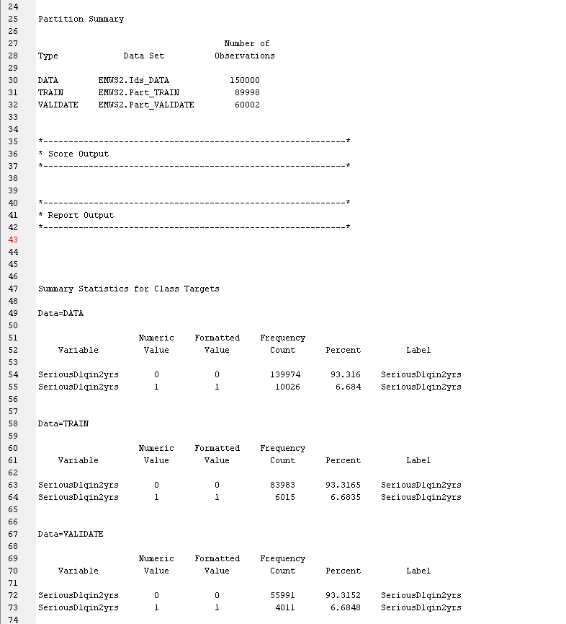 24
25 Partition Summary
26
27 Number of
28 Type Data Set Observations
29
30 DATA EMWS2.Ids_DATA 150000
31 TRAIN EMWS2.Part_TRAIN 89998
32 VALIDATE EMWS2.Part_VALIDATE 60002
33
34
35 *------------------------------------------------------------*
36 * Score Output
37 *------------------------------------------------------------*
38
39
40 *------------------------------------------------------------*
41 * Report Output
42 *------------------------------------------------------------*
43
44
45
46
47 Summary Statistics for Class Targets
48
49 Data=DATA
50
51 Numeric Formatted Frequency
52 Variable Value Value Count Percent Label
53
54 SeriousDlqin2yrs 0 0 139974 93.316 SeriousDlqin2yrs
55 SeriousDlqin2yrs 1 1 10026 6.684 SeriousDlqin2yrs
56
57
58 Data=TRAIN
59
60 Numeric Formatted Frequency
61 Variable Value Value Count Percent Label
62
63 SeriousDlqin2yrs 0 0 83983 93.3165 SeriousDlqin2yrs
64 SeriousDlqin2yrs 1 1 6015 6.6835 SeriousDlqin2yrs
65
66
67 Data=VALIDATE
68
69 Numeric Formatted Frequency
70 Variable Value Value Count Percent Label
71
72 SeriousDlqin2yrs 0 0 55991 93.3152 SeriousDlqin2yrs
73 SeriousDlqin2yrs 1 1 4011 6.6848 SeriousDlqin2yrs
74